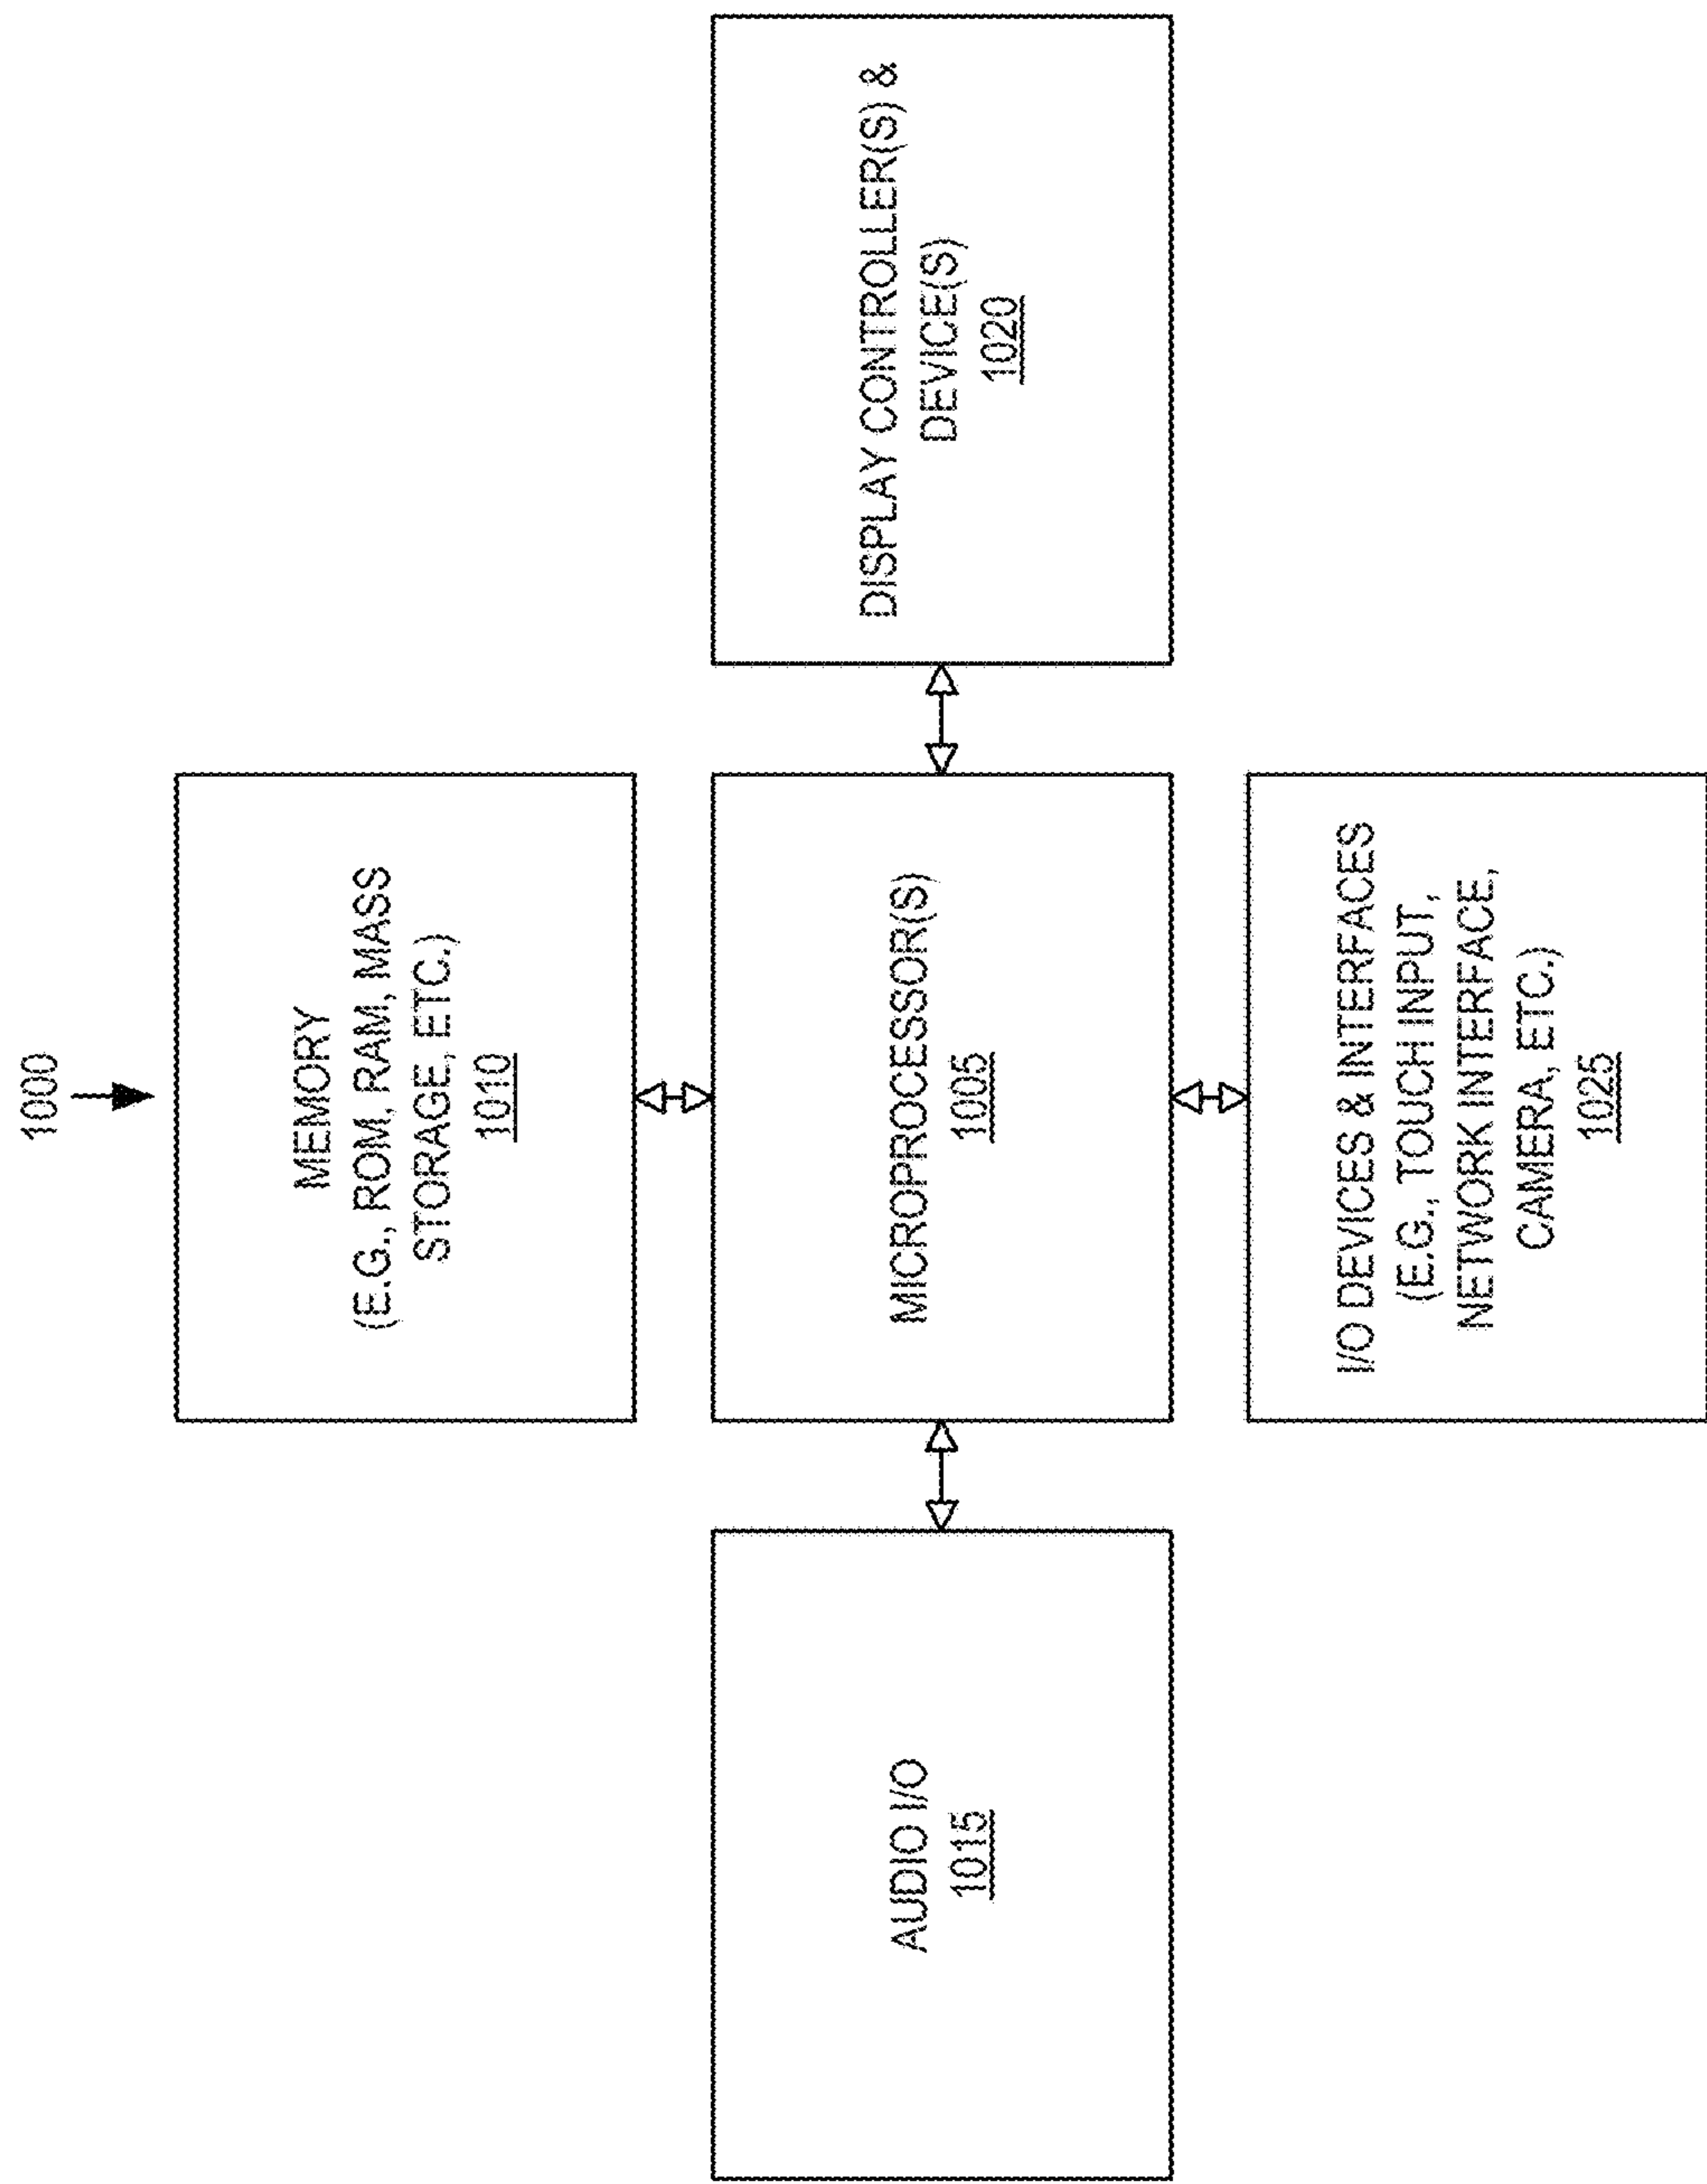 1000
MEMORY
(E.G., ROM, RAM, MASS
STORAGE, ETC.)
1010
AUDIO I/O
1015
MICROPROCESSOR(S)
1005
DISPLAY CONTROLLER(S) &
DEVICE(S)
1020
I/O DEVICES & INTERFACES
(E.G., TOUCH INPUT,
NETWORK INTERFACE,
CAMERA, ETC.)
1025